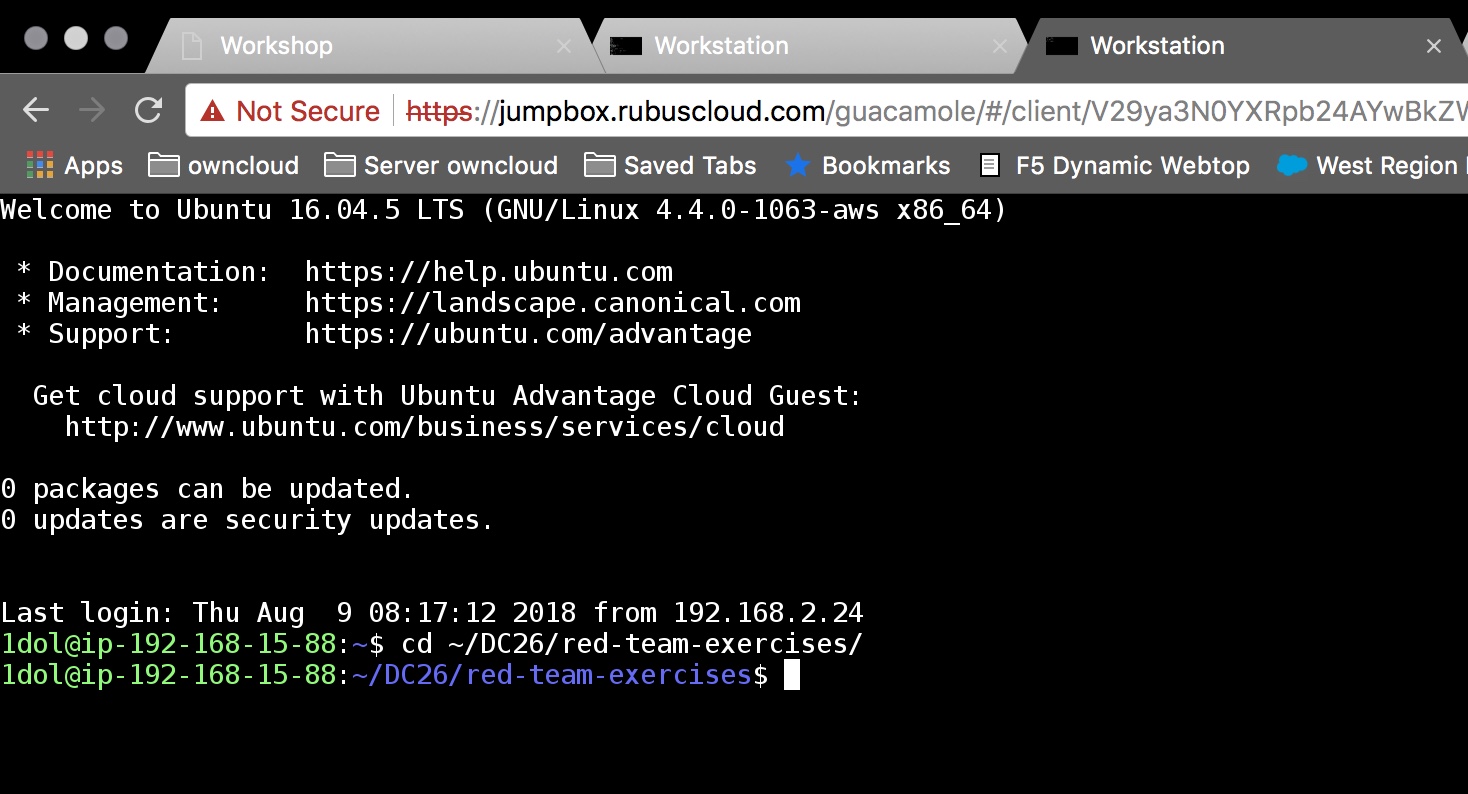 Workshop
Workstation
Workstation
Not Secure https://jumpbox.rubuscloud.com/guacamole/#/client/V29ya3N0YXRpb24AYwBkZW
Apps owncloud Server owncloud Saved Tabs Bookmarks F5 Dynamic Webtop West Region
Welcome to Ubuntu 16.04.5 LTS (GNU/Linux 4.4.0-1063-aws x86_64)
* Documentation:  https://help.ubuntu.com
* Management:     https://landscape.canonical.com
* Support:        https://ubuntu.com/advantage
Get cloud support with Ubuntu Advantage Cloud Guest:
http://www.ubuntu.com/business/services/cloud
0 packages can be updated.
0 updates are security updates.
Last login: Thu Aug  9 08:17:12 2018 from 192.168.2.24
1dol@ip-192-168-15-88:~$ cd ~/DC26/red-team-exercises/
1dol@ip-192-168-15-88:~/DC26/red-team-exercises$